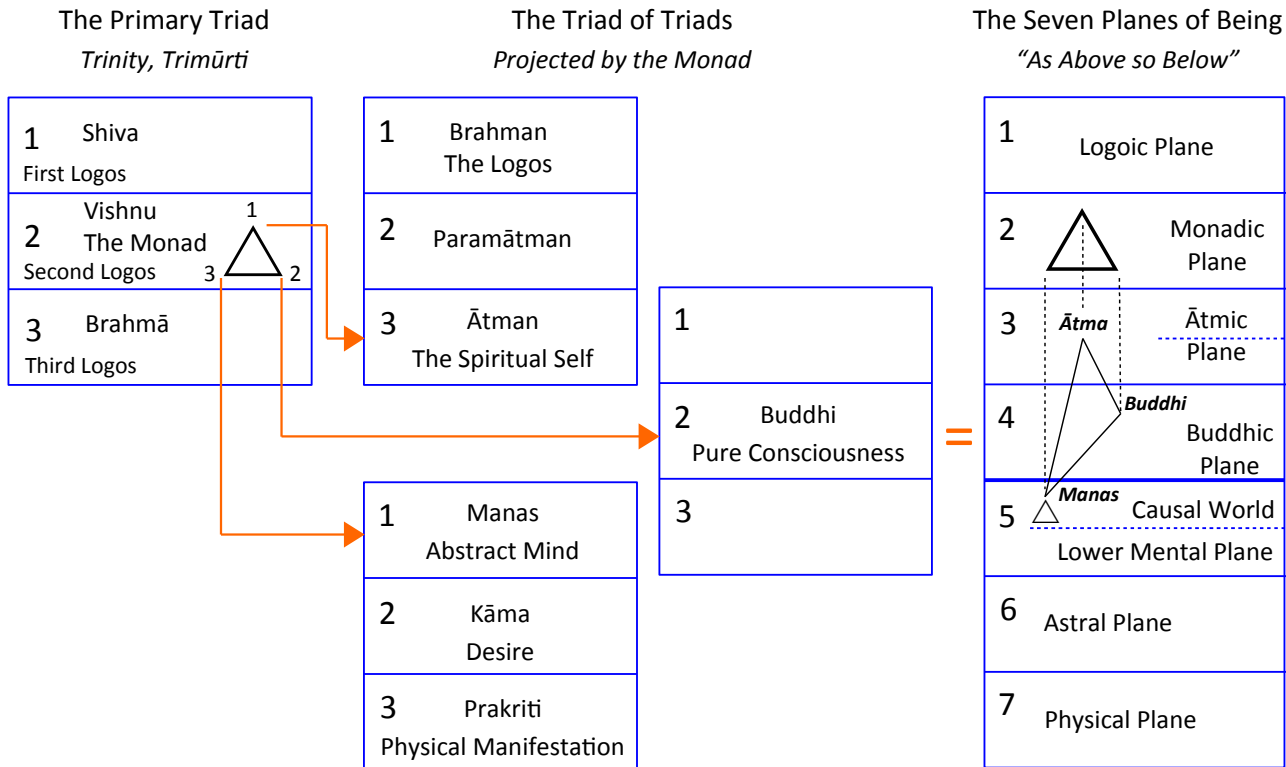 The Primary Triad
Trinity, Trimūrti
1 Shiva
First Logos
2 Vishnu
The Monad
Second Logos
1
3 2
3 Brahmā
Third Logos
The Triad of Triads
Projected by the Monad
1 Brahman
The Logos
2 Paramātman
3 Ātman
The Spiritual Self
1
2 Buddhi
Pure Consciousness
3
1 Manas
Abstract Mind
2 Kāma
Desire
3 Prakriti
Physical Manifestation
=
The Seven Planes of Being
“As Above so Below”
1 Logoic Plane
2 Monadic
Plane
3 Ātma Ātmic
Plane
4 Buddhi
Buddhic
Plane
5 Manas Causal World
Lower Mental Plane
6 Astral Plane
7 Physical Plane